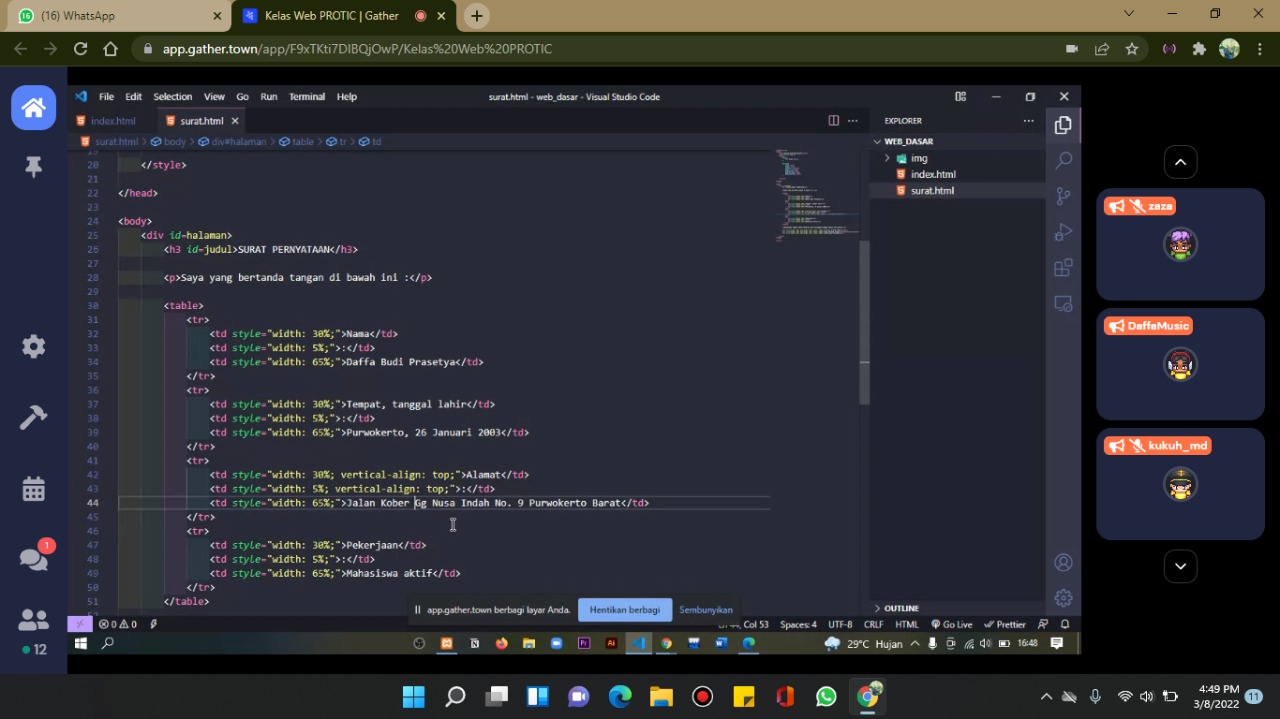 (16) WhatsApp
Kelas Web PROTIC | Gather
app.gather.town/app/F9xTKti7DIBQjOwP/Kelas%20Web%20PROTIC
File Edit Selection View Go Run Terminal Help
surat.html - web_dasar - Visual Studio Code
index.html surat.html
surat.html body div#halaman table tr td
20 </style>
21
22 </head>
23
24 <body>
25 <div id=halaman>
26 <h3 id=judul>SURAT PERNYATAAN</h3>
27
28 <p>Saya yang bertanda tangan di bawah ini :</p>
29
30 <table>
31 <tr>
32 <td style="width: 30%;">Nama</td>
33 <td style="width: 5%;">:</td>
34 <td style="width: 65%;">Daffa Budi Prasetya</td>
35 </tr>
36 <tr>
37 <td style="width: 30%;">Tempat, tanggal lahir</td>
38 <td style="width: 5%;">:</td>
39 <td style="width: 65%;">Purwokerto, 26 Januari 2003</td>
40 </tr>
41 <tr>
42 <td style="width: 30%; vertical-align: top;">Alamat</td>
43 <td style="width: 5%; vertical-align: top;">:</td>
44 <td style="width: 65%;">Jalan Kober Gg Nusa Indah No. 9 Purwokerto Barat</td>
45 </tr>
46 <tr>
47 <td style="width: 30%;">Pekerjaan</td>
48 <td style="width: 5%;">:</td>
49 <td style="width: 65%;">Mahasiswa aktif</td>
50 </tr>
51 </table>
EXPLORER
WEB_DASAR
img
index.html
surat.html
OUTLINE
zaza
DaffaMusic
kukuh_md
1
12
app.gather.town berbagi layar Anda. Hentikan berbagi Sembunyikan
0 0
Col 53 Spaces: 4 UTF-8 CRLF HTML Go Live Prettier
29°C Hujan 16:48
4:49 PM
3/8/2022
11